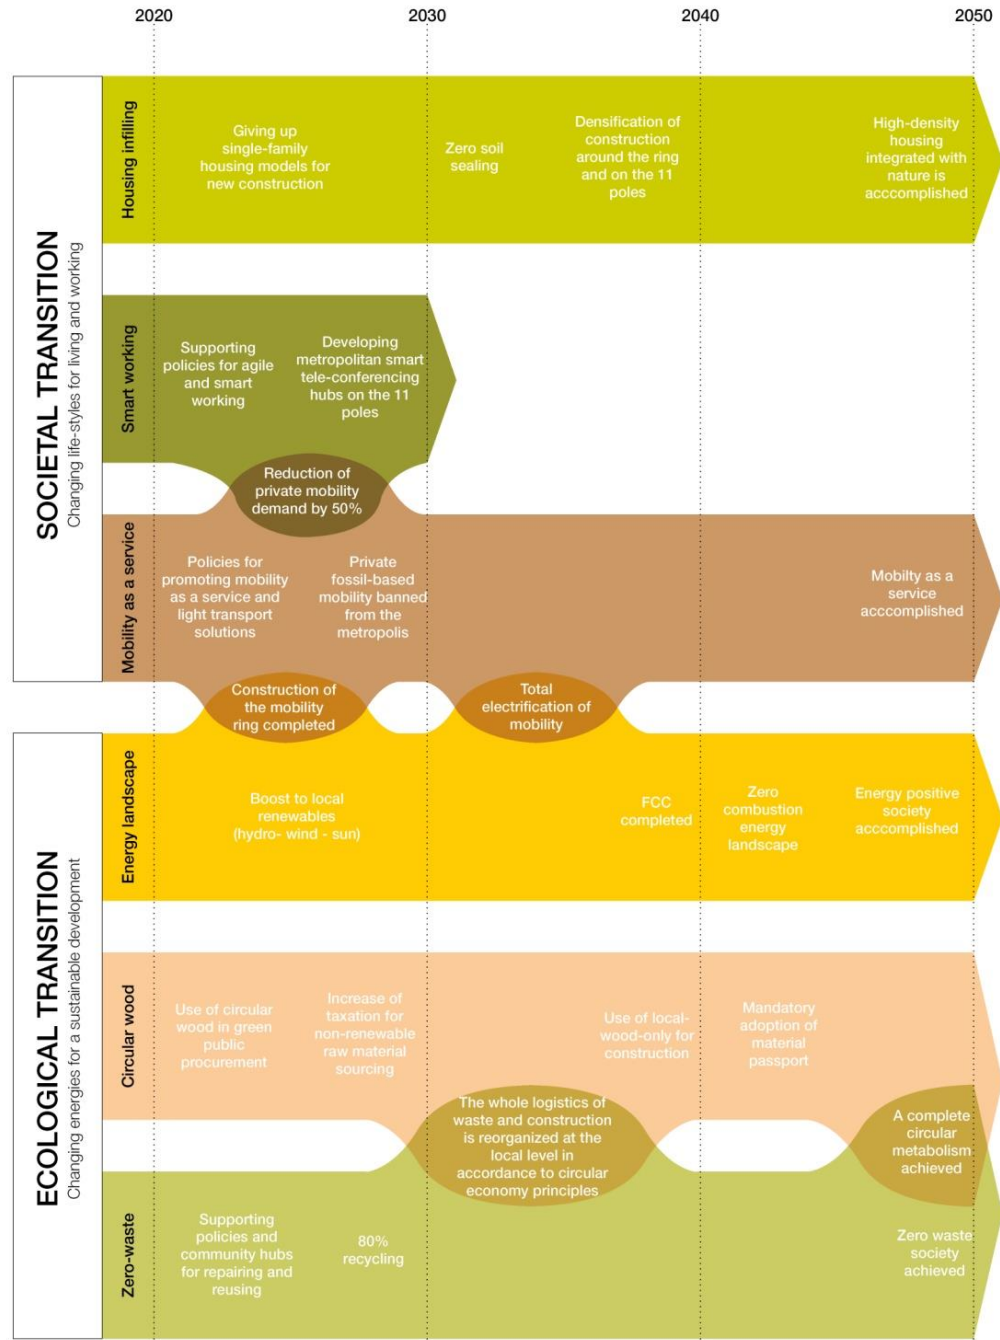 2020
2030
2040
2050
SOCIETAL TRANSITION
Changing life-styles for living and working
Housing infilling
Giving up
single-family
housing models for
new construction
Zero soil
sealing
Densification of
construction
around the ring
and on the 11
poles
High-density
housing
integrated with
nature is
acccomplished
Smart working
Supporting
policies for agile
and smart
working
Developing
metropolitan smart
tele-conferencing
hubs on the 11
poles
Reduction of
private mobility
demand by 50%
Mobility as a service
Policies for
promoting mobility
as a service and
light transport
solutions
Private
fossil-based
mobility banned
from the
metropolis
Mobilty as a
service
acccomplished
Construction of
the mobility
ring completed
Total
electrification of
mobility
ECOLOGICAL TRANSITION
Changing energies for a sustainable development
Energy landscape
Boost to local
renewables
(hydro- wind - sun)
FCC
completed
Zero
combustion
energy
landscape
Energy positive
society
acccomplished
Circular wood
Use of circular
wood in green
public
procurement
Increase of
taxation for
non-renewable
raw material
sourcing
Use of local-
wood-only for
construction
Mandatory
adoption of
material
passport
The whole logistics of
waste and construction
is reorganized at the
local level in
accordance to circular
economy principles
A complete
circular
metabolism
achieved
Zero-waste
Supporting
policies and
community hubs
for repairing and
reusing
80%
recycling
Zero waste
society
achieved